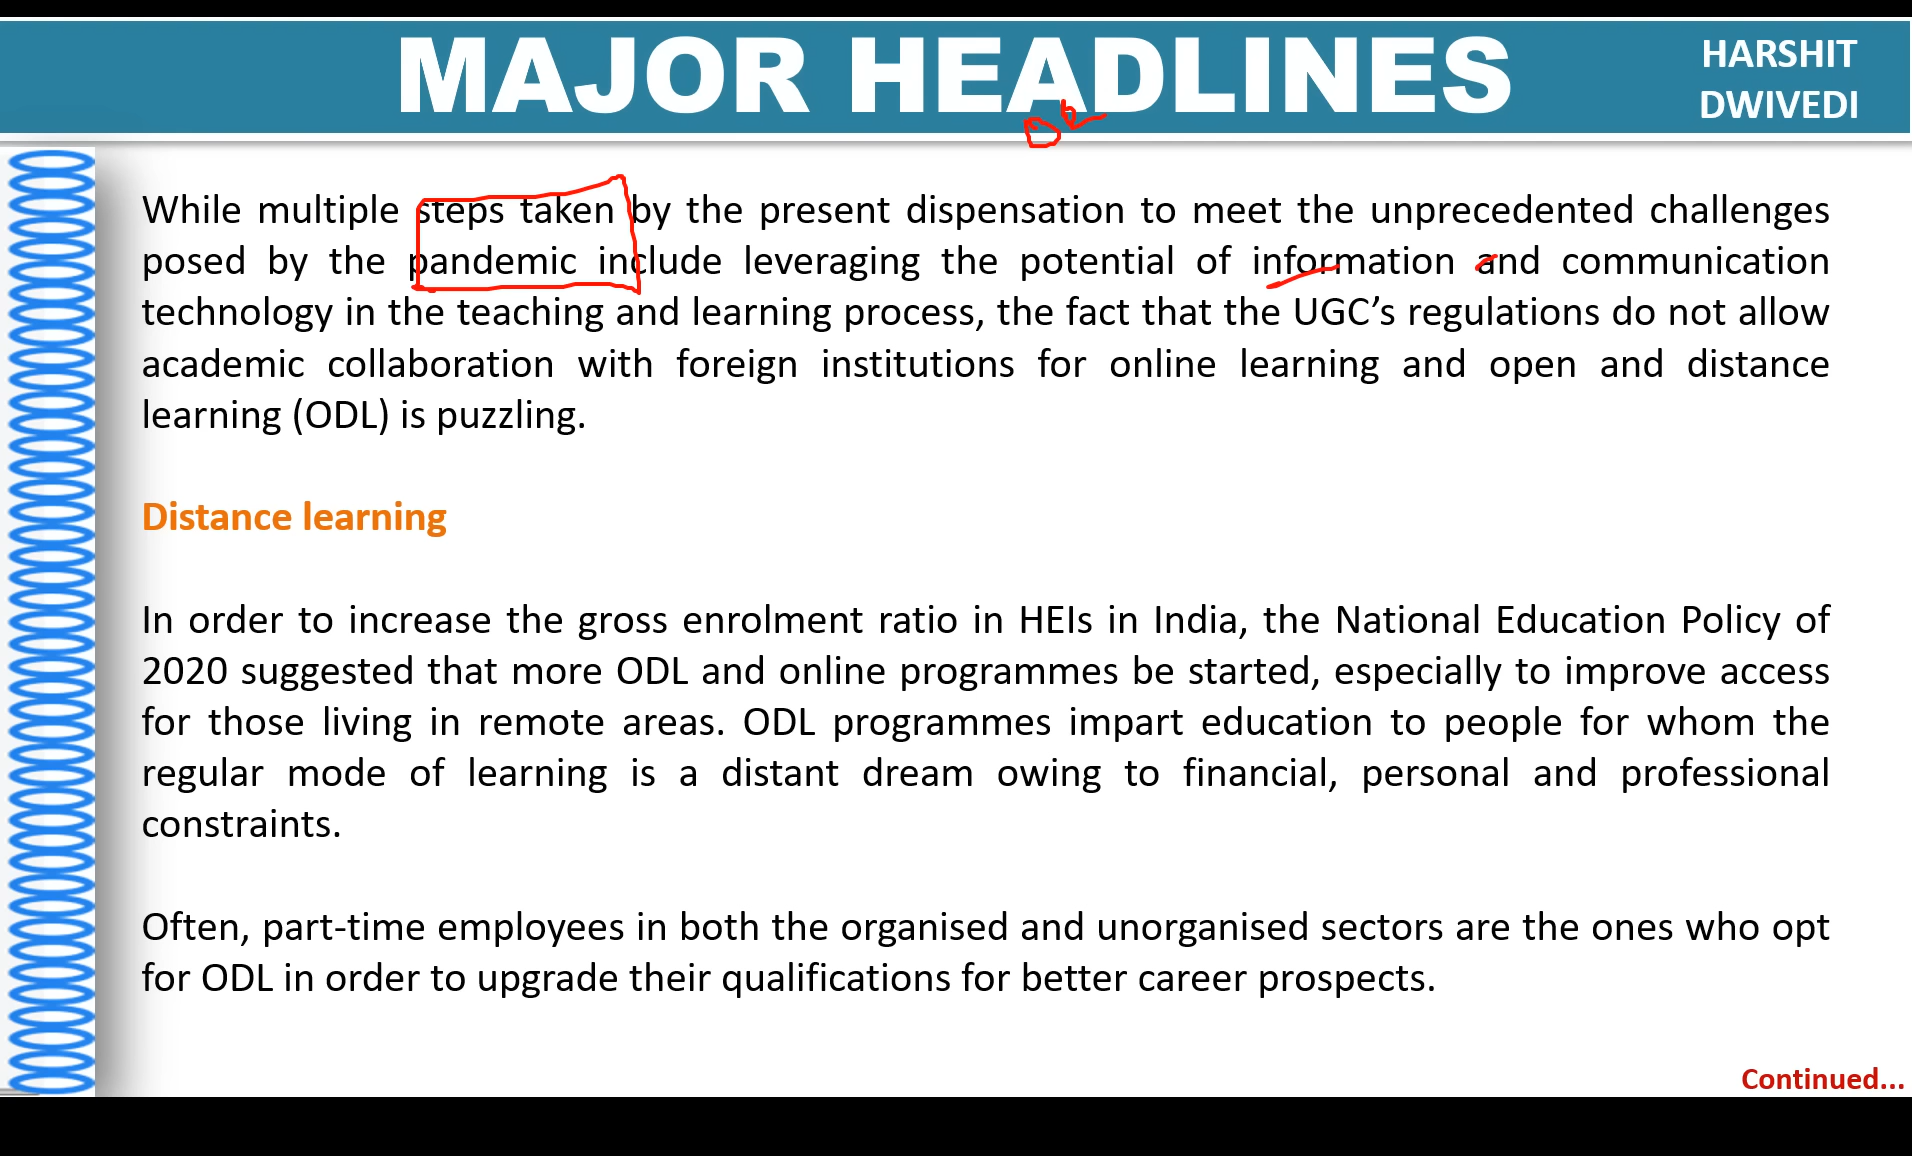 MAJOR HEADLINES
HARSHIT
DWIVEDI
While multiple steps taken by the present dispensation to meet the unprecedented challenges
posed by the pandemic include leveraging the potential of information and communication
technology in the teaching and learning process, the fact that the UGC’s regulations do not allow
academic collaboration with foreign institutions for online learning and open and distance
learning (ODL) is puzzling.
Distance learning
In order to increase the gross enrolment ratio in HEIs in India, the National Education Policy of
2020 suggested that more ODL and online programmes be started, especially to improve access
for those living in remote areas. ODL programmes impart education to people for whom the
regular mode of learning is a distant dream owing to financial, personal and professional
constraints.
Often, part-time employees in both the organised and unorganised sectors are the ones who opt
for ODL in order to upgrade their qualifications for better career prospects.
Continued...